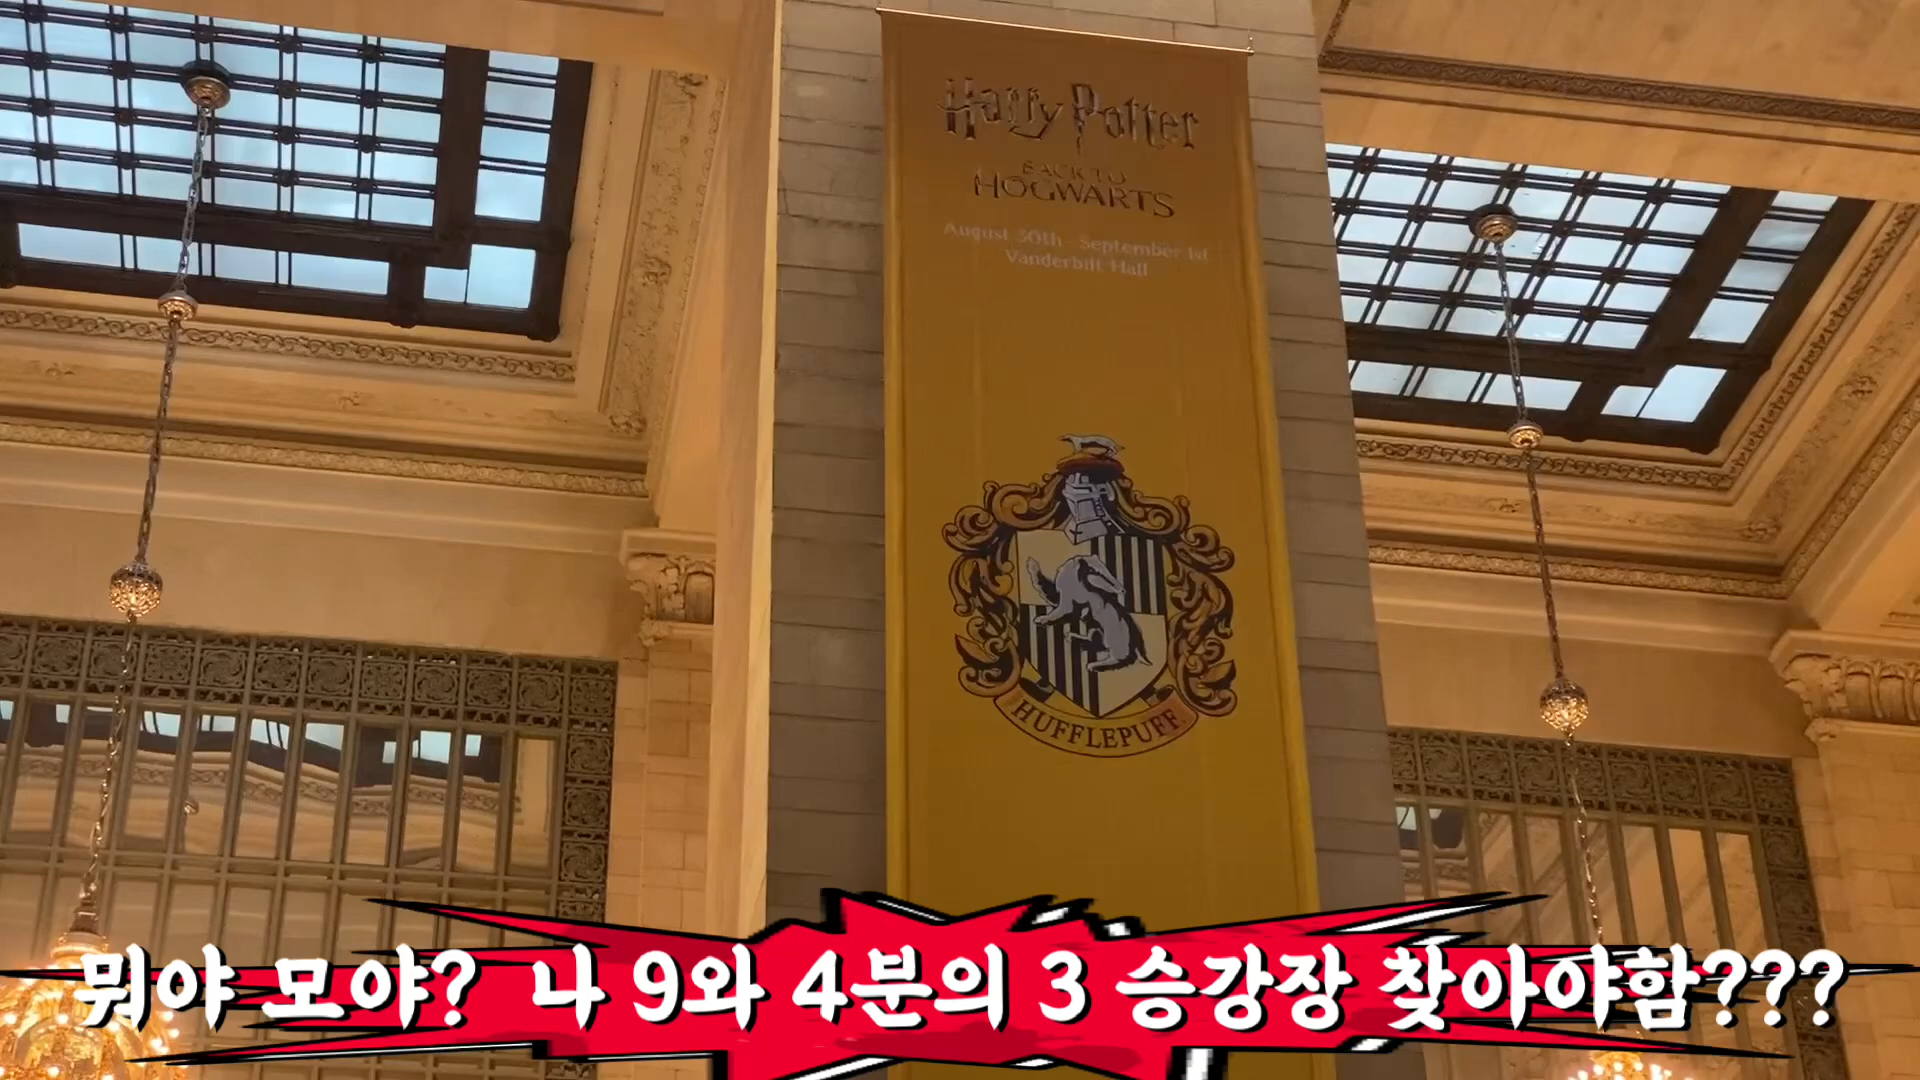 Harry Potter
BACK TO
HOGWARTS
August 30th - September 1st
Vanderbilt Hall
HUFFLEPUFF
뭐야 모야? 나 9와 4분의 3 승강장 찾아야함???